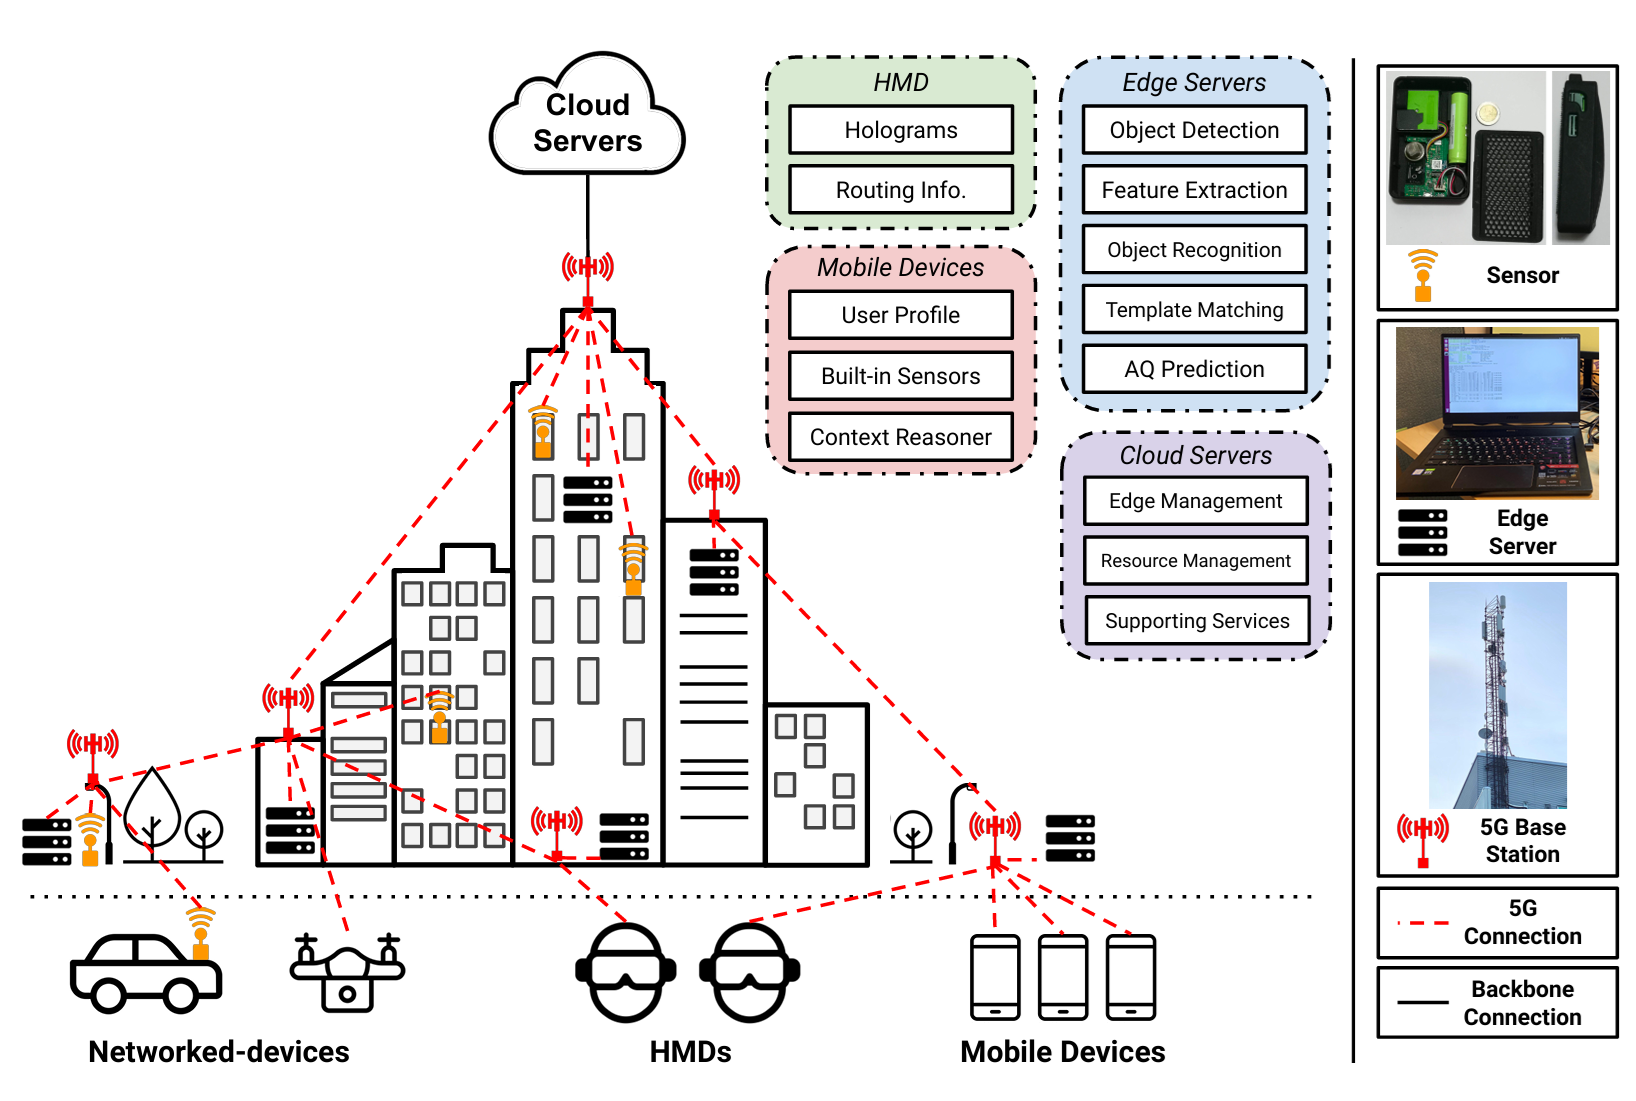 Cloud
Servers
HMD
Holograms
Routing Info.
Mobile Devices
User Profile
Built-in Sensors
Context Reasoner
Edge Servers
Object Detection
Feature Extraction
Object Recognition
Template Matching
AQ Prediction
Cloud Servers
Edge Management
Resource Management
Supporting Services
Sensor
Edge
Server
5G Base
Station
5G
Connection
Backbone
Connection
Networked-devices
HMDs
Mobile Devices